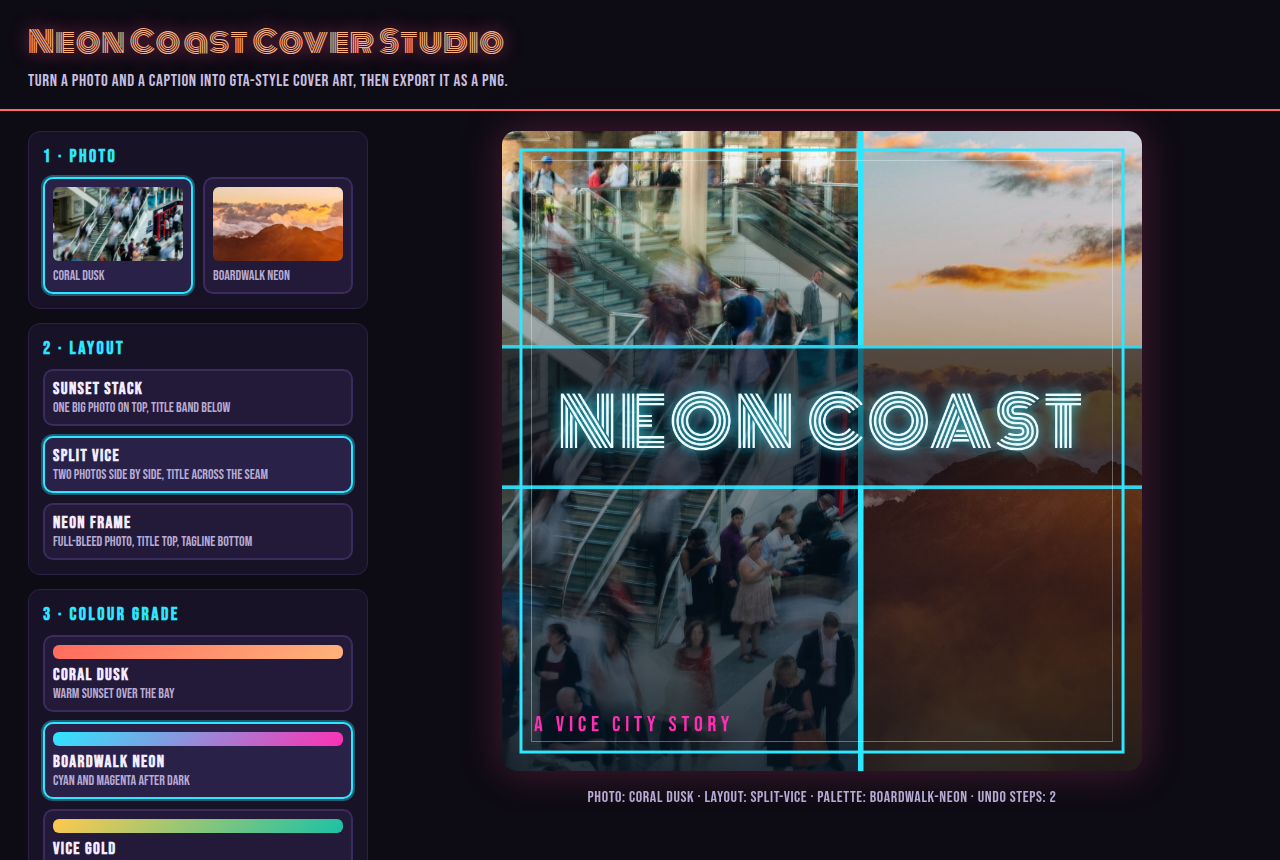 Neon Coast Cover Studio
TURN A PHOTO AND A CAPTION INTO GTA-STYLE COVER ART, THEN EXPORT IT AS A PNG.
1 · PHOTO
CORAL DUSK
BOARDWALK NEON
2 · LAYOUT
SUNSET STACK
ONE BIG PHOTO ON TOP, TITLE BAND BELOW
SPLIT VICE
TWO PHOTOS SIDE BY SIDE, TITLE ACROSS THE SEAM
NEON FRAME
FULL-BLEED PHOTO, TITLE TOP, TAGLINE BOTTOM
3 · COLOUR GRADE
CORAL DUSK
WARM SUNSET OVER THE BAY
BOARDWALK NEON
CYAN AND MAGENTA AFTER DARK
VICE GOLD
NEON COAST
A VICE CITY STORY
PHOTO: CORAL DUSK · LAYOUT: SPLIT-VICE · PALETTE: BOARDWALK-NEON · UNDO STEPS: 2